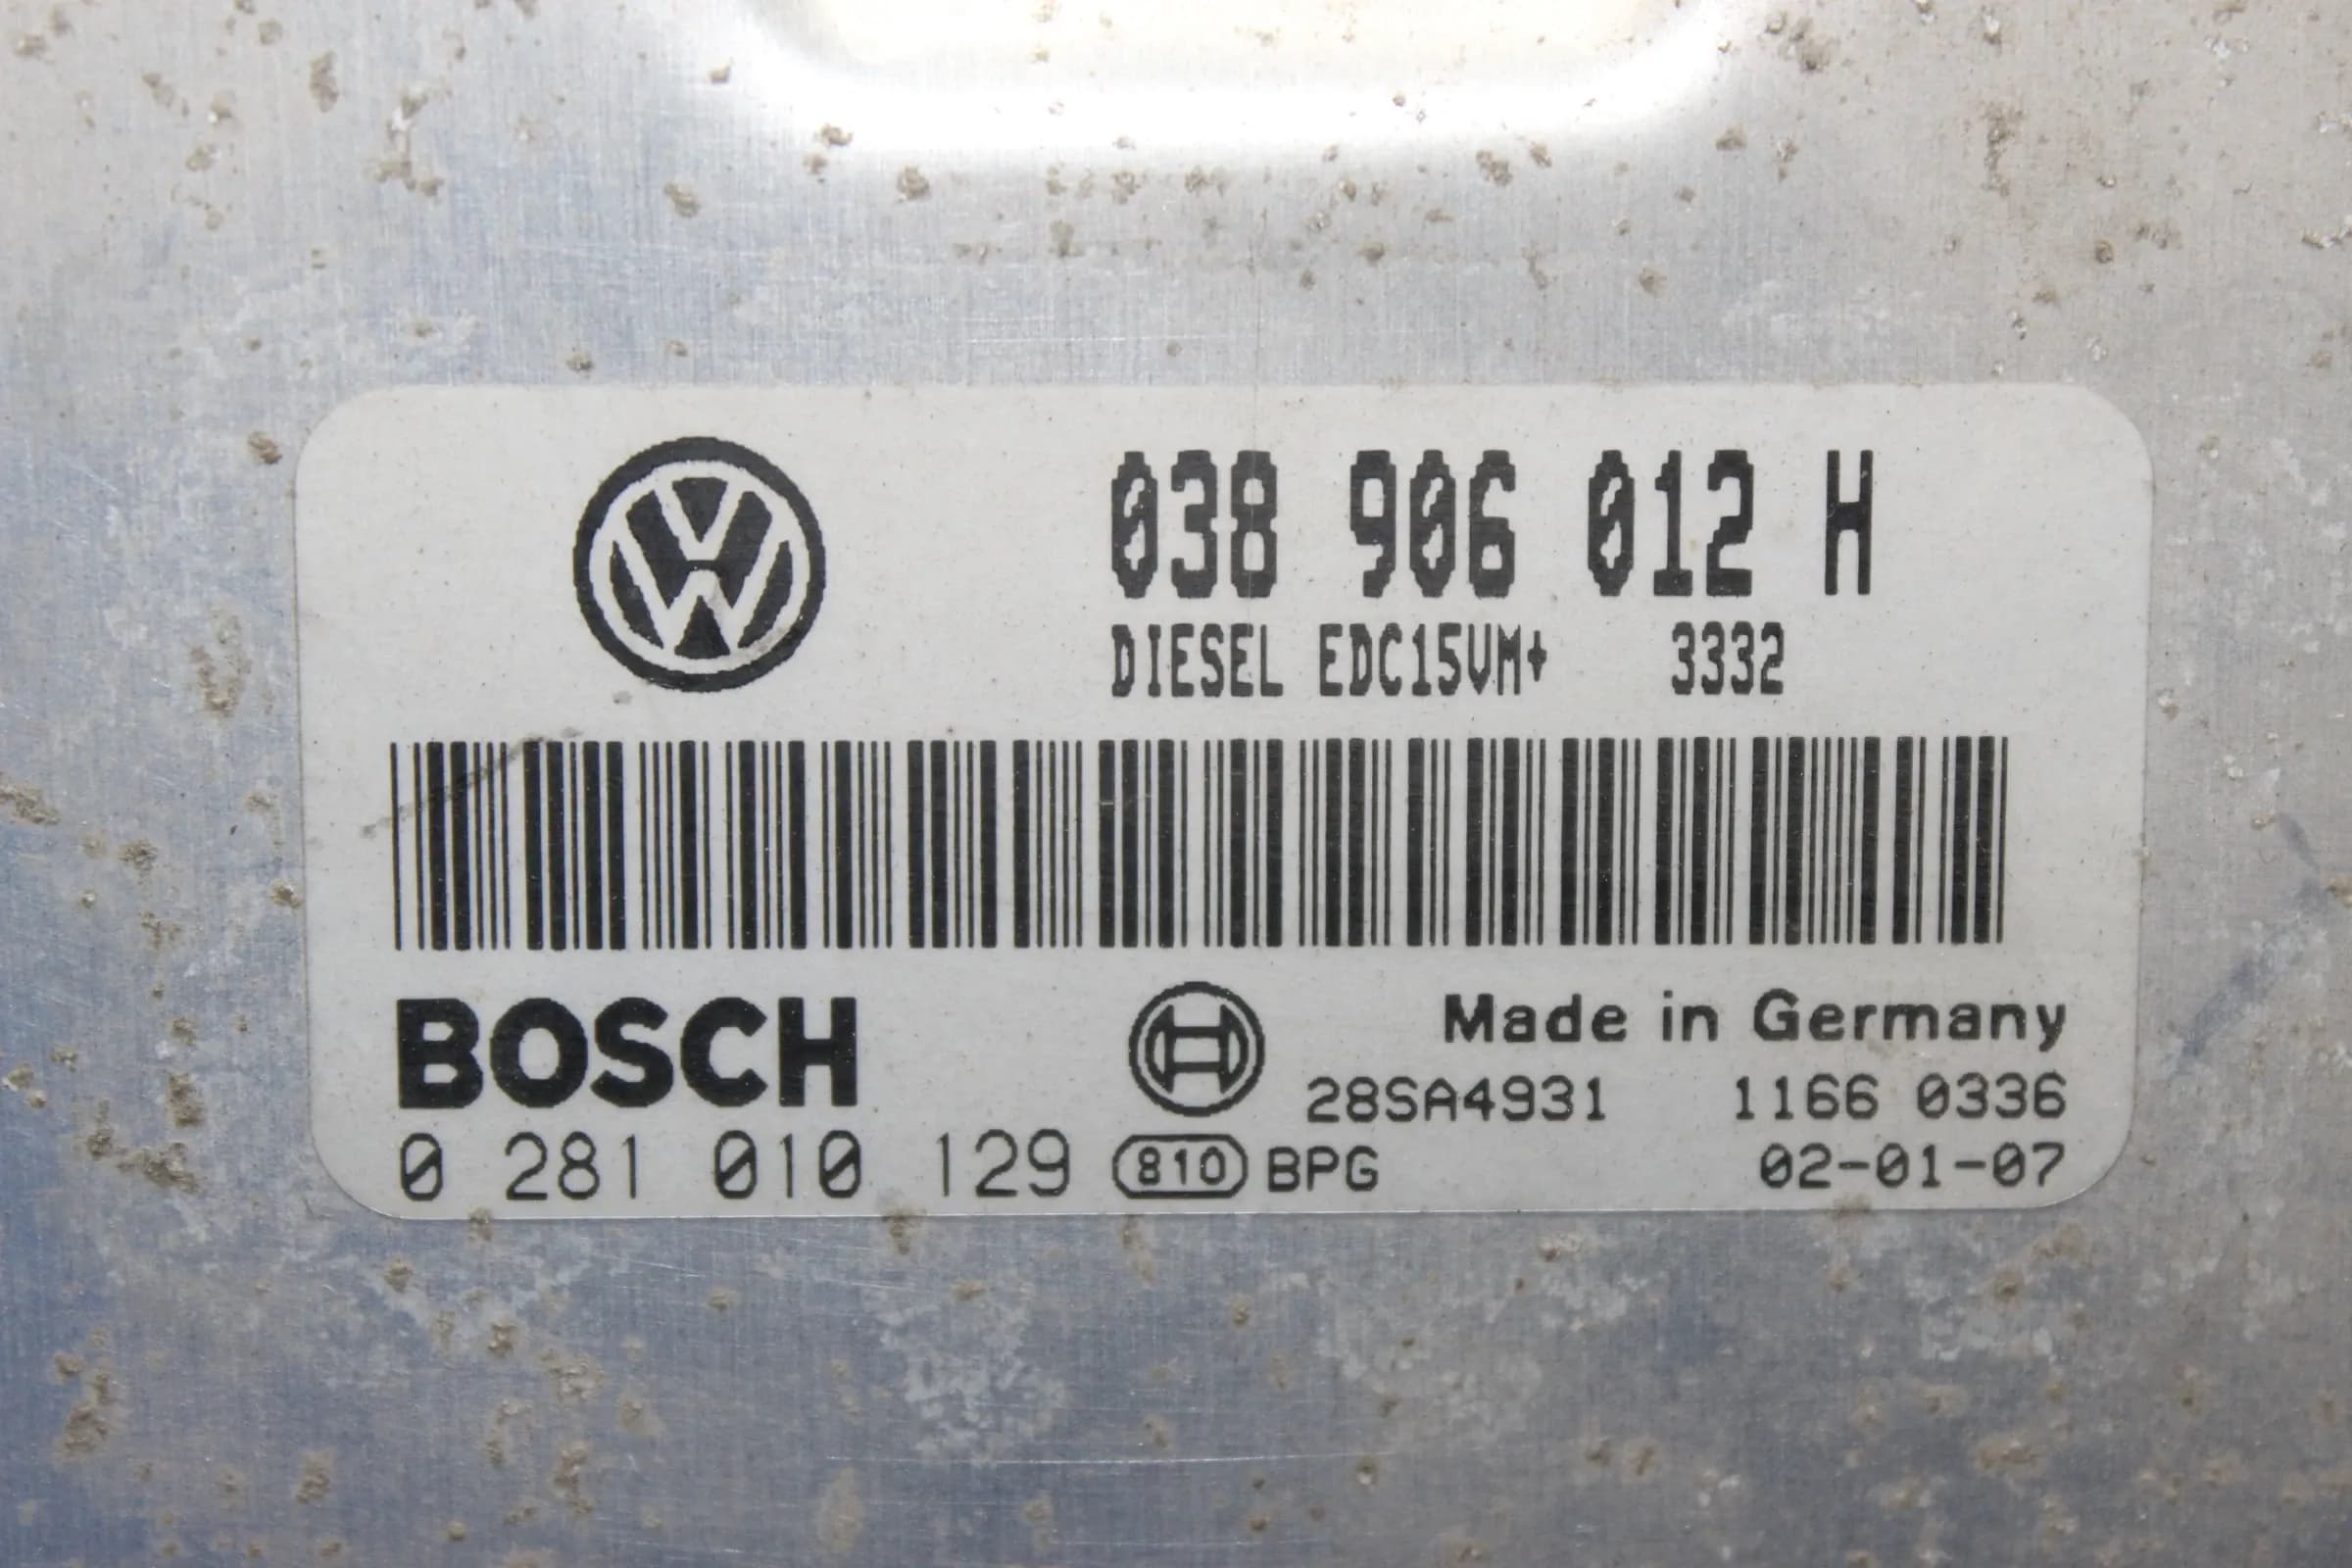 038 906 012 H
DIESEL EDC15VM+ 3332
BOSCH
Made in Germany
28SA4931 1166 0336
0 281 010 129 810 BPG 02-01-07